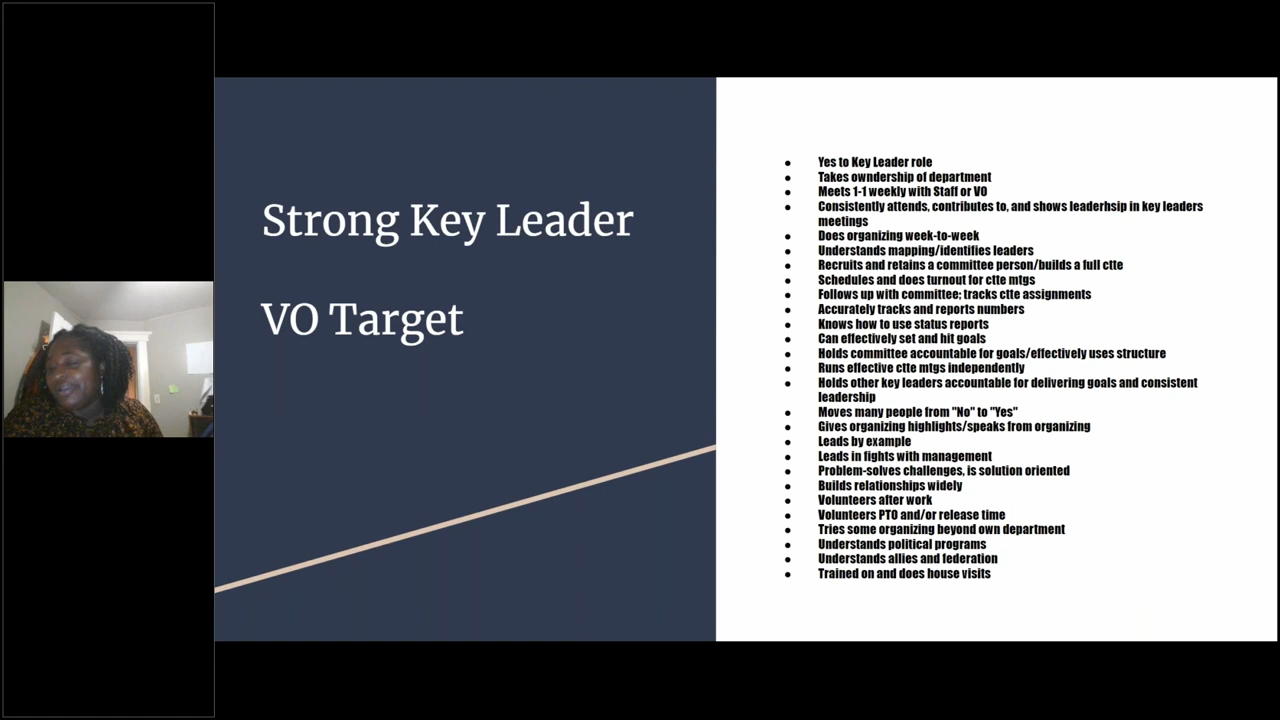 Strong Key Leader
VO Target
● Yes to Key Leader role
● Takes owndership of department
● Meets 1-1 weekly with Staff or VO
● Consistently attends, contributes to, and shows leaderhsip in key leaders
meetings
● Does organizing week-to-week
● Understands mapping/identifies leaders
● Recruits and retains a committee person/builds a full ctte
● Schedules and does turnout for ctte mtgs
● Follows up with committee; tracks ctte assignments
● Accurately tracks and reports numbers
● Knows how to use status reports
● Can effectively set and hit goals
● Holds committee accountable for goals/effectively uses structure
● Runs effective ctte mtgs independently
● Holds other key leaders accountable for delivering goals and consistent
leadership
● Moves many people from "No" to "Yes"
● Gives organizing highlights/speaks from organizing
● Leads by example
● Leads in fights with management
● Problem-solves challenges, is solution oriented
● Builds relationships widely
● Volunteers after work
● Volunteers PTO and/or release time
● Tries some organizing beyond own department
● Understands political programs
● Understands allies and federation
● Trained on and does house visits